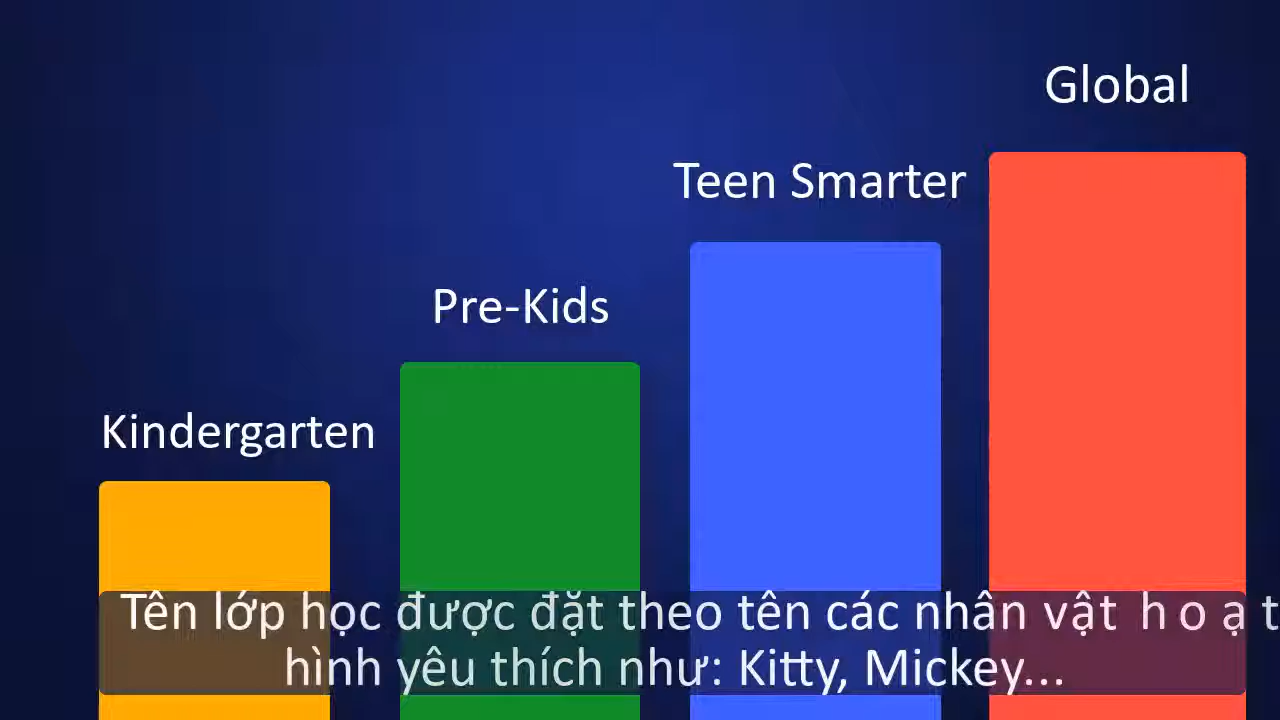 Global
Teen Smarter
Pre-Kids
Kindergarten
Tên lớp học được đặt theo tên các nhân vật hoạt
hình yêu thích như: Kitty, Mickey...